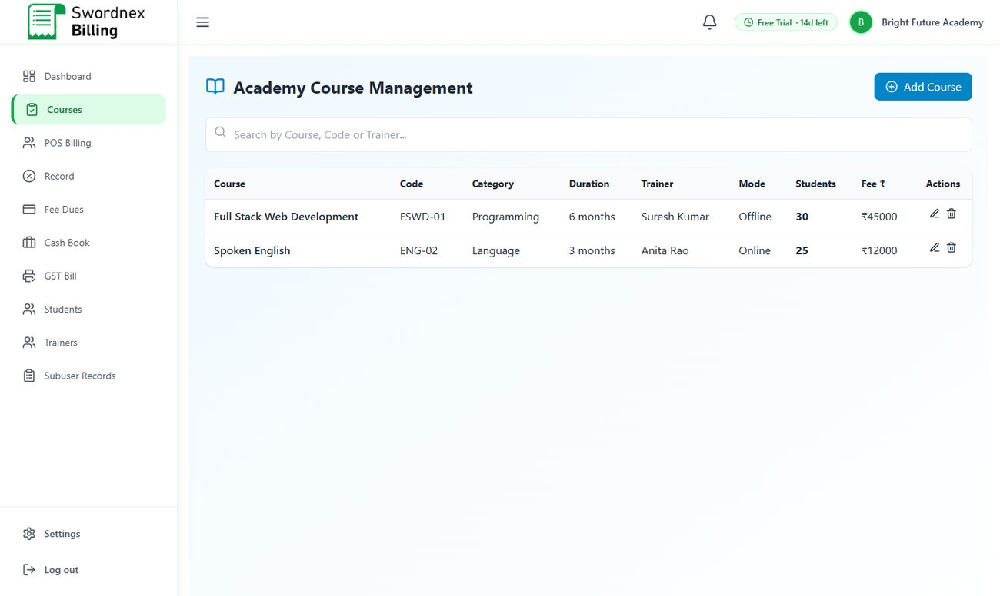 Swordnex
Billing
Free Trial · 14d left
B
Bright Future Academy
Dashboard
Courses
POS Billing
Record
Fee Dues
Cash Book
GST Bill
Students
Trainers
Subuser Records
Settings
Log out
Academy Course Management
Add Course
Search by Course, Code or Trainer...
Course Code Category Duration Trainer Mode Students Fee ₹ Actions
Full Stack Web Development FSWD-01 Programming 6 months Suresh Kumar Offline 30 ₹45000
Spoken English ENG-02 Language 3 months Anita Rao Online 25 ₹12000